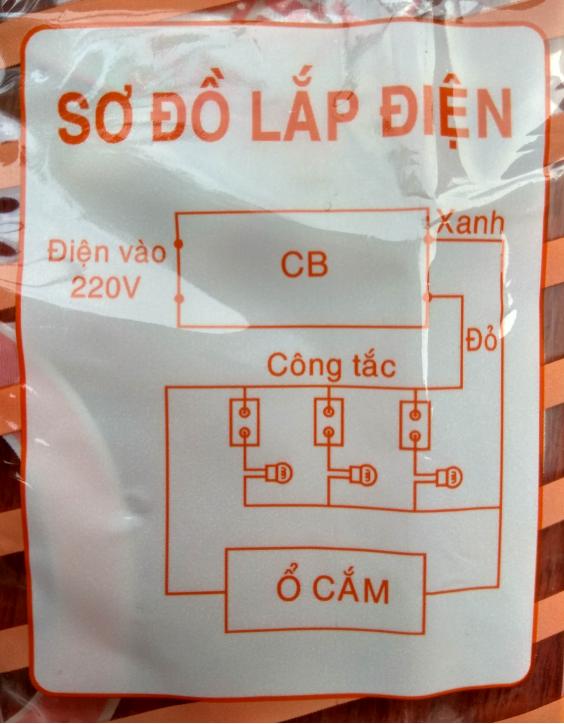 SƠ ĐỒ LẮP ĐIỆN
Xanh
Điện vào
220V
CB
Đỏ
Công tắc
Ổ CẮM